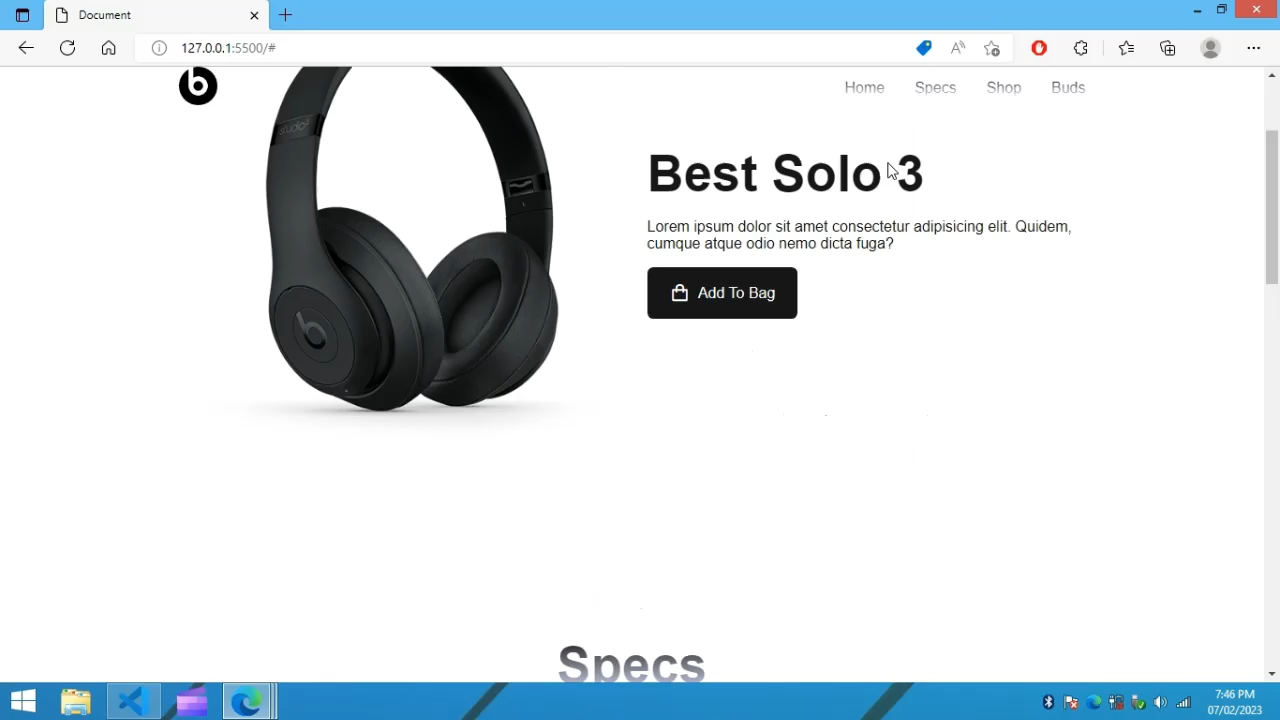 Document
127.0.0.1:5500/#
b
Home Specs Shop Buds
studio3
Best Solo 3
Lorem ipsum dolor sit amet consectetur adipisicing elit. Quidem,
cumque atque odio nemo dicta fuga?
Add To Bag
b
Specs
7:46 PM
07/02/2023